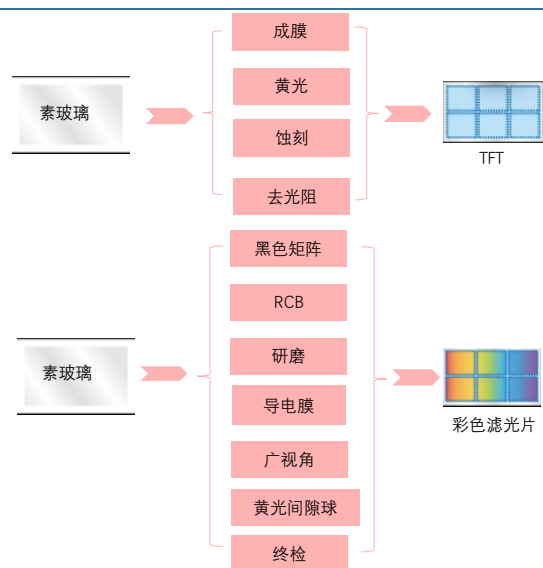 成膜
黄光
素玻璃
蚀刻
TFT
去光阻
黑色矩阵
RCB
研磨
素玻璃
导电膜
彩色滤光片
广视角
黄光间隙球
终检